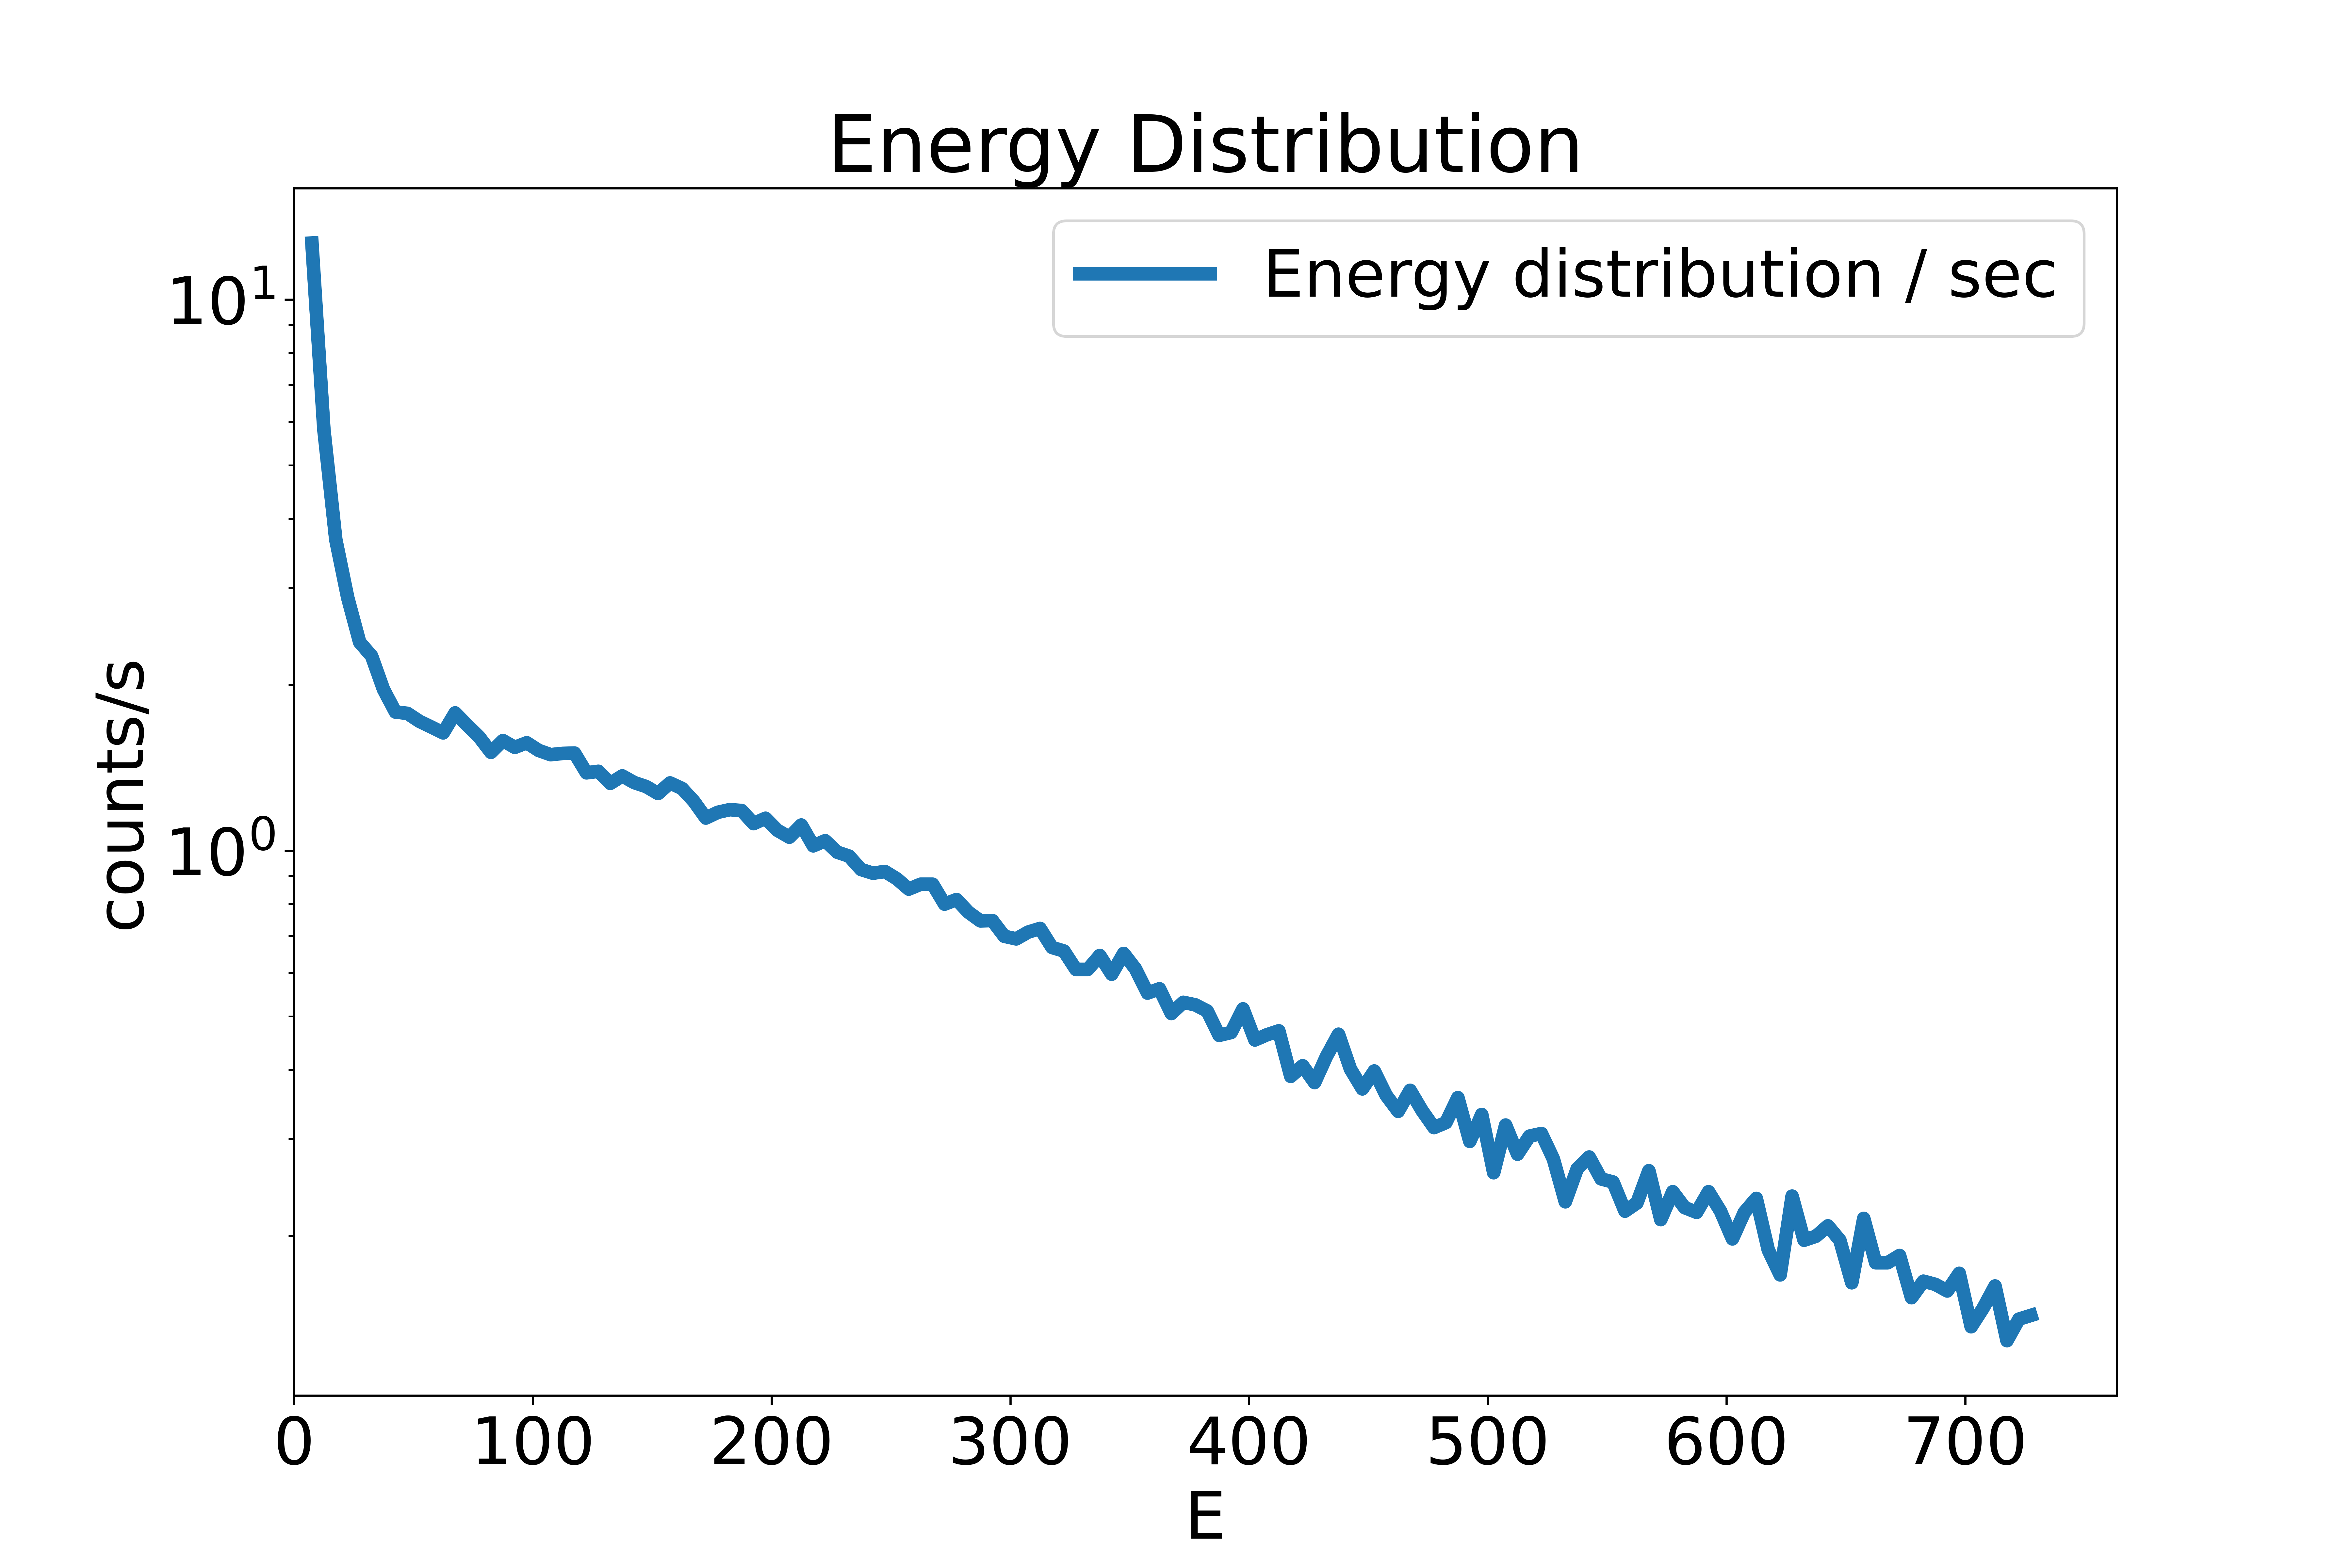 Energy Distribution
Energy distribution / sec
10¹
10⁰
counts/s
0 100 200 300 400 500 600 700
E